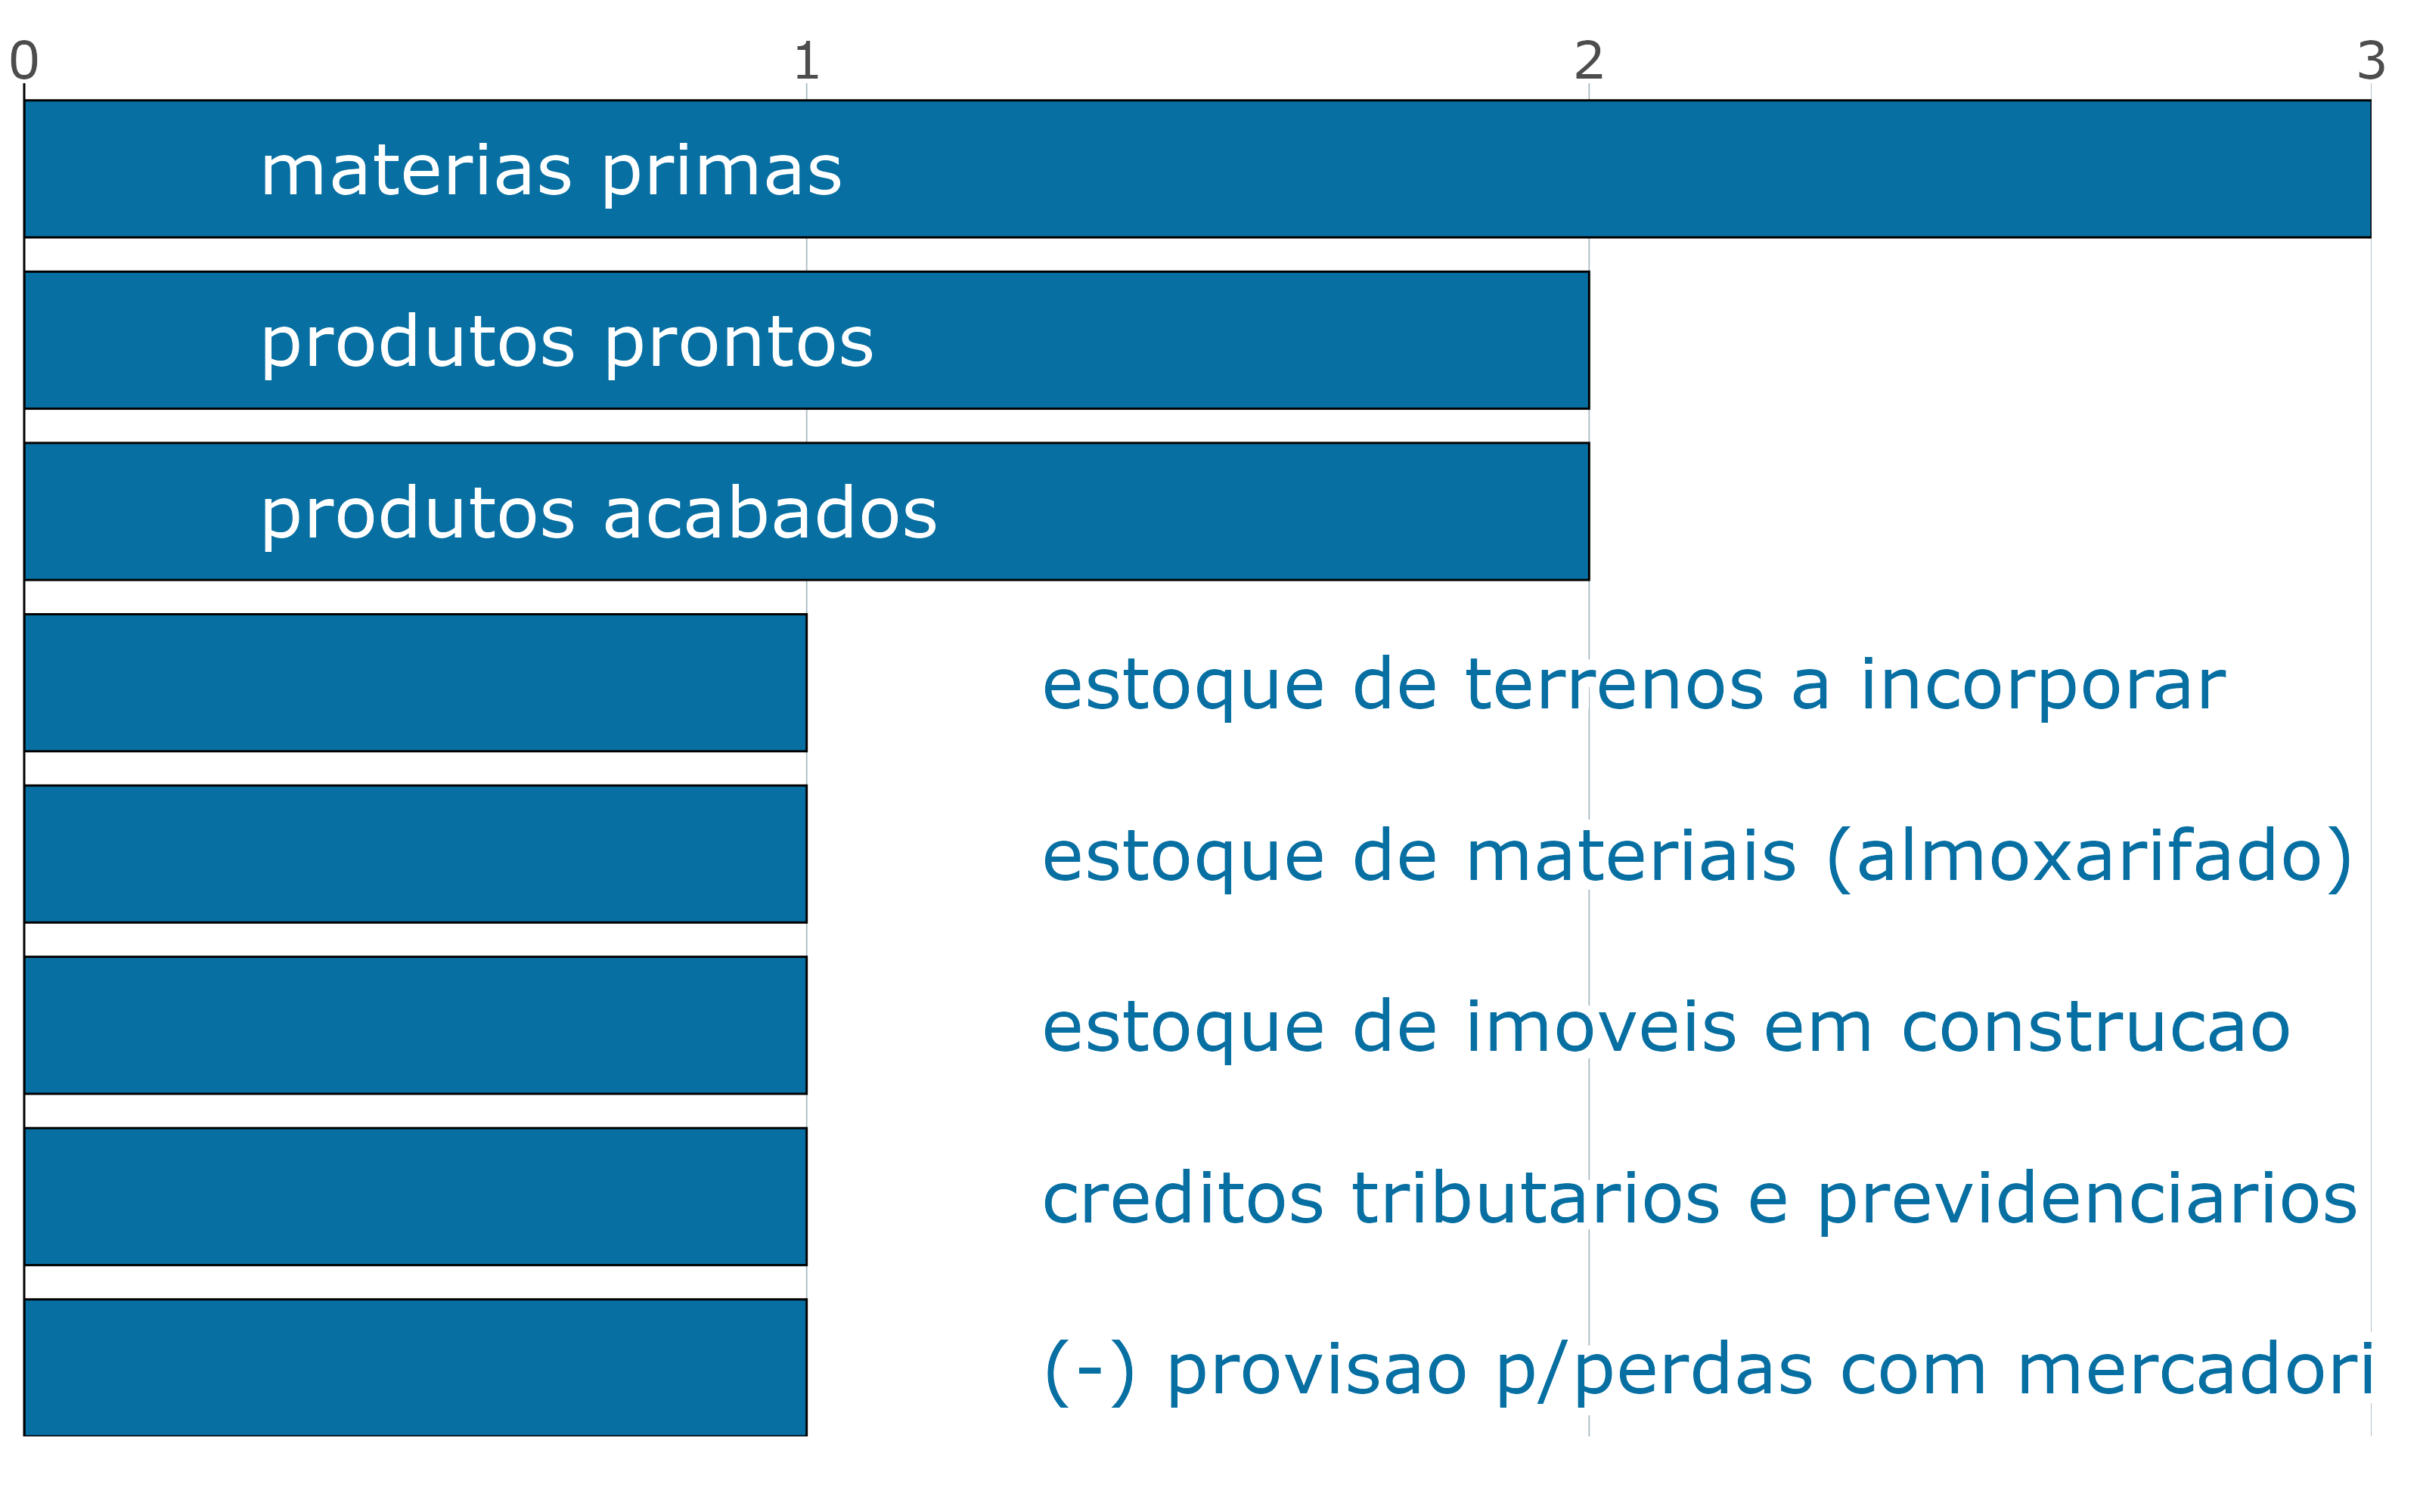 0 1 2 3
materias primas
produtos prontos
produtos acabados
estoque de terrenos a incorporar
estoque de materiais (almoxarifado)
estoque de imoveis em construcao
creditos tributarios e previdenciarios
(-) provisao p/perdas com mercadori